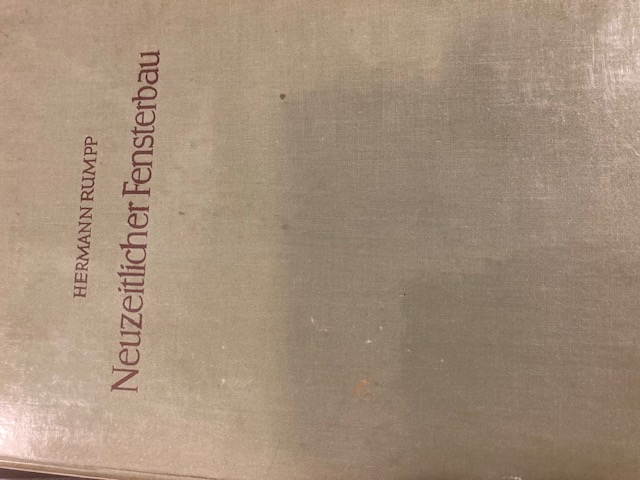 HERMANN RUMPP
Neuzeitlicher Fensterbau